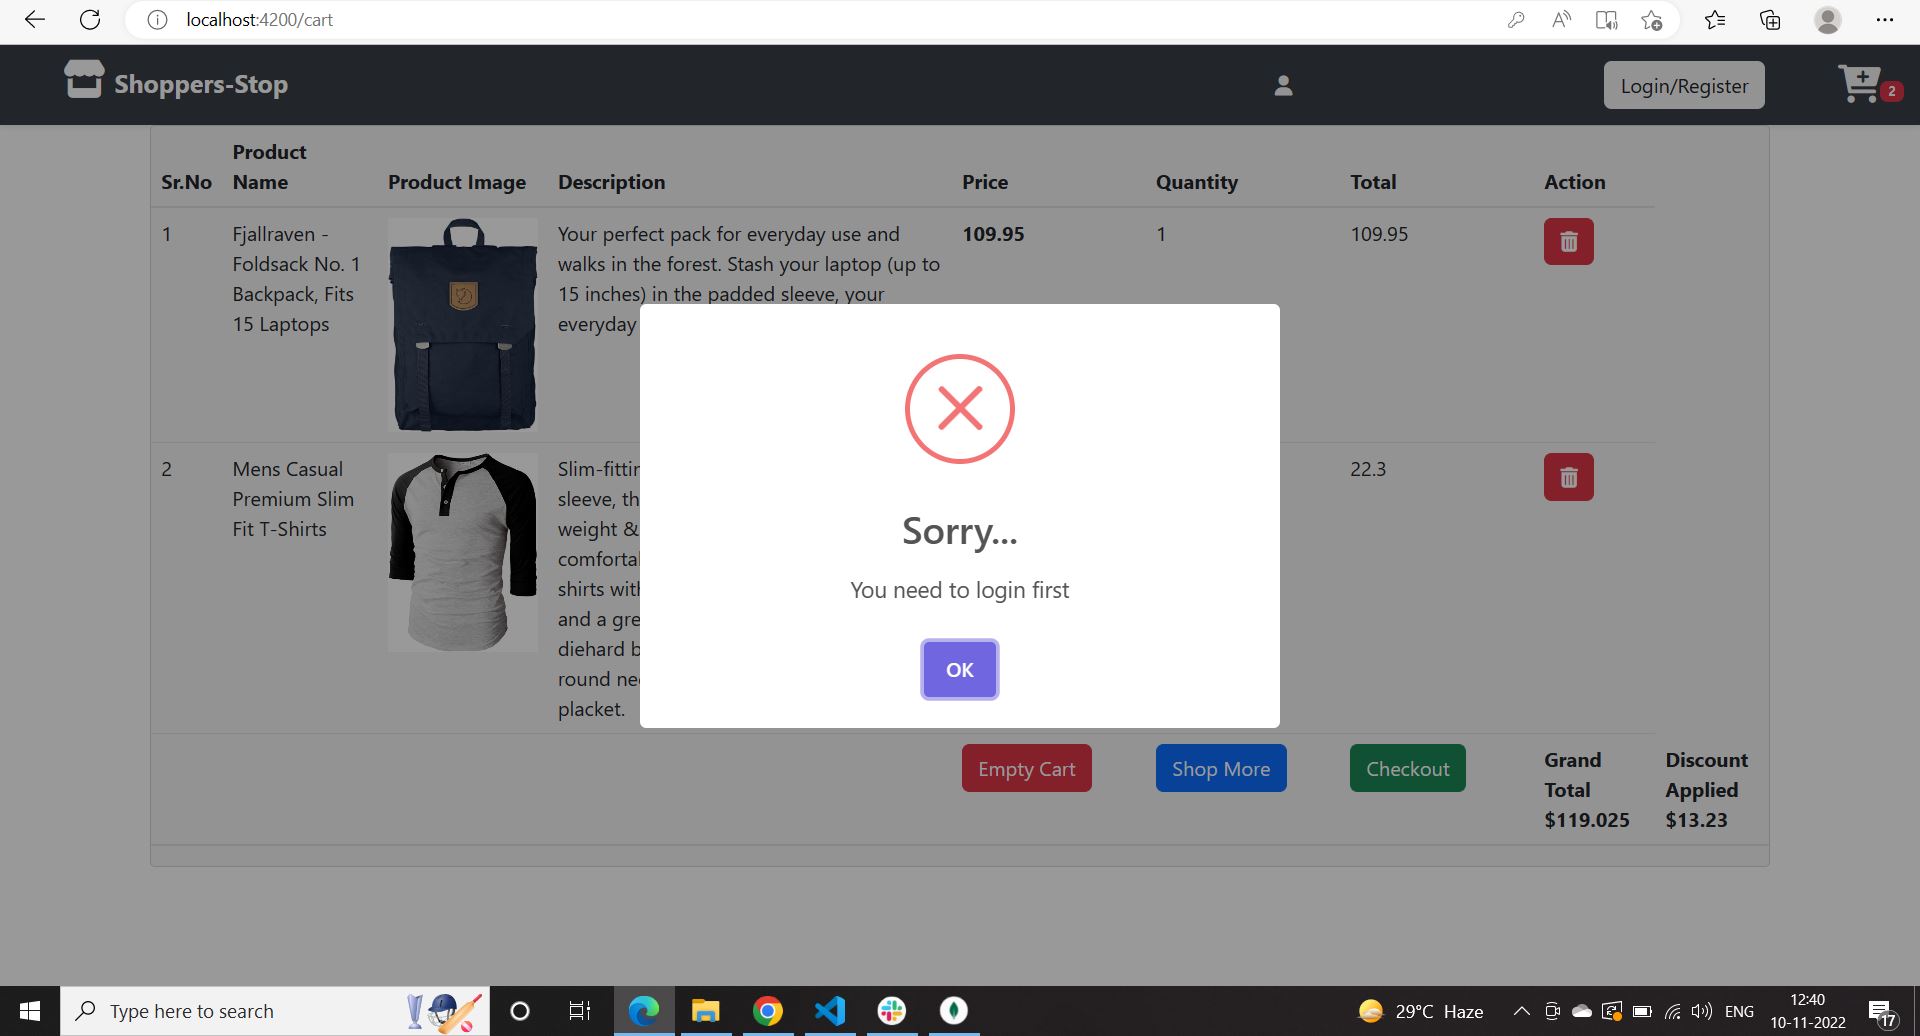 localhost:4200/cart
Shoppers-Stop
Login/Register
2
Sr.No
Product
Name
Product Image
Description
Price
Quantity
Total
Action
1
Fjallraven -
Foldsack No. 1
Backpack, Fits
15 Laptops
Your perfect pack for everyday use and
walks in the forest. Stash your laptop (up to
15 inches) in the padded sleeve, your
everyday
109.95
1
109.95
2
Mens Casual
Premium Slim
Fit T-Shirts
Slim-fittin
sleeve, th
weight &
comfortal
shirts with
and a gre
diehard b
round ne
placket.
22.3
Sorry...
You need to login first
OK
Empty Cart
Shop More
Checkout
Grand
Total
$119.025
Discount
Applied
$13.23
Type here to search
29°C Haze
ENG
12:40
10-11-2022
17